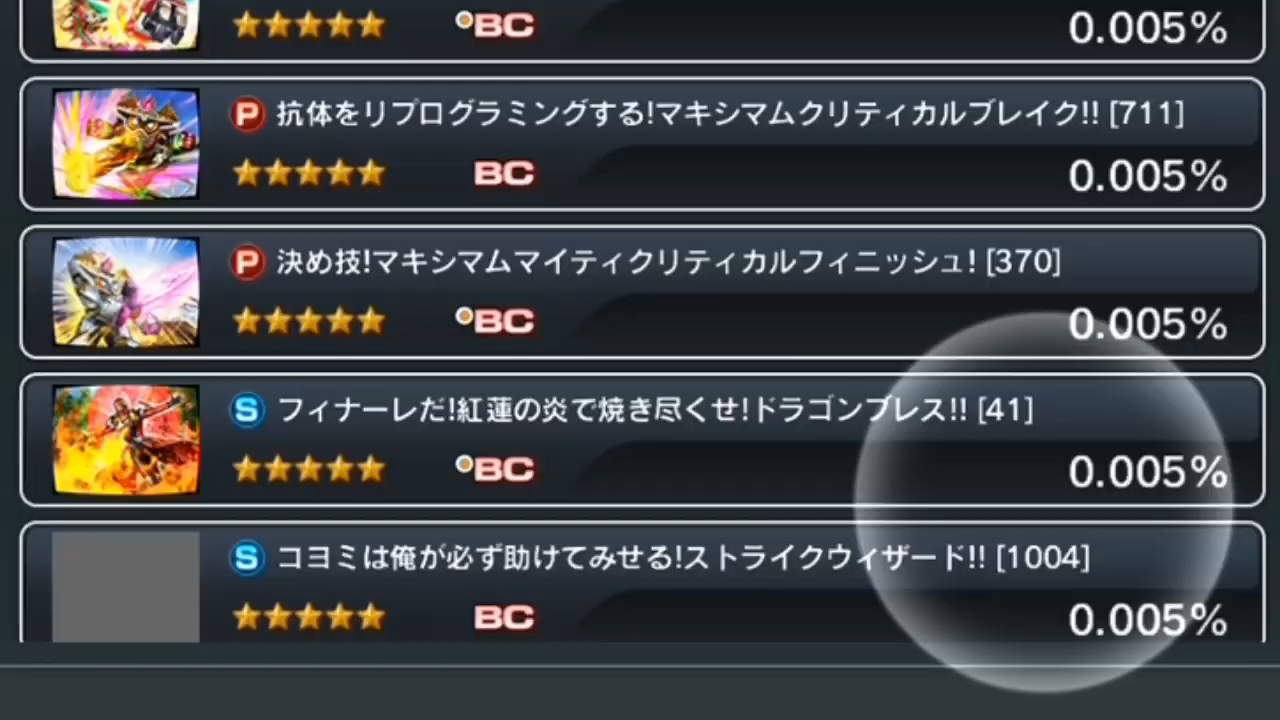 ★★★★★ BC 0.005%
P 抗体をリプログラミングする!マキシマムクリティカルブレイク!! [711]
★★★★★ BC 0.005%
P 決め技!マキシマムマイティクリティカルフィニッシュ! [370]
★★★★★ BC 0.005%
S フィナーレだ!紅蓮の炎で焼き尽くせ!ドラゴンブレス!! [41]
★★★★★ BC 0.005%
S コヨミは俺が必ず助けてみせる!ストライクウィザード!! [1004]
★★★★★ BC 0.005%